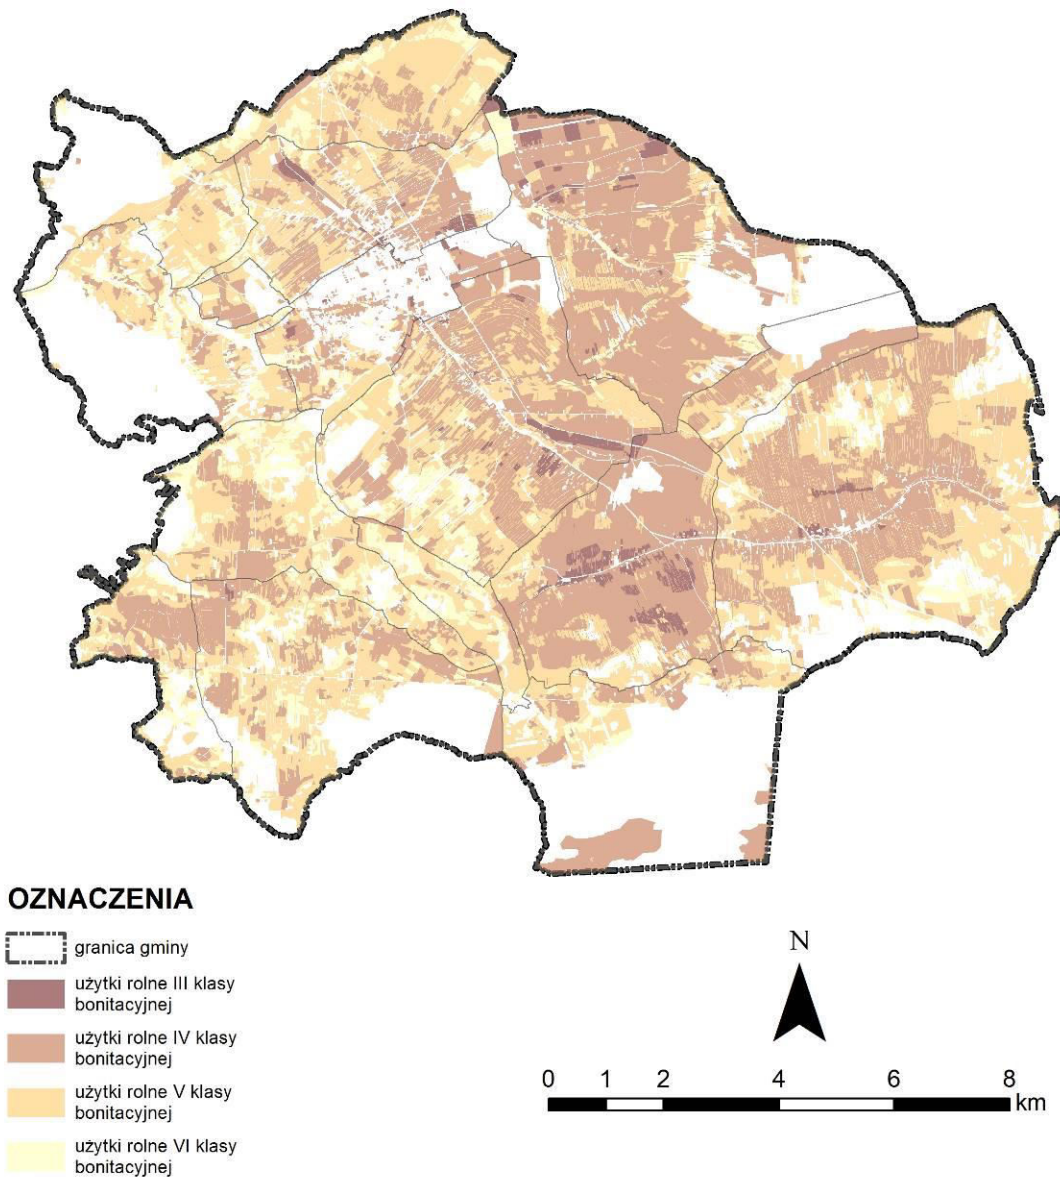 OZNACZENIA
granica gminy
użytki rolne III klasy
bonitacyjnej
użytki rolne IV klasy
bonitacyjnej
użytki rolne V klasy
bonitacyjnej
użytki rolne VI klasy
bonitacyjnej
N
0 1 2 4 6 8
km